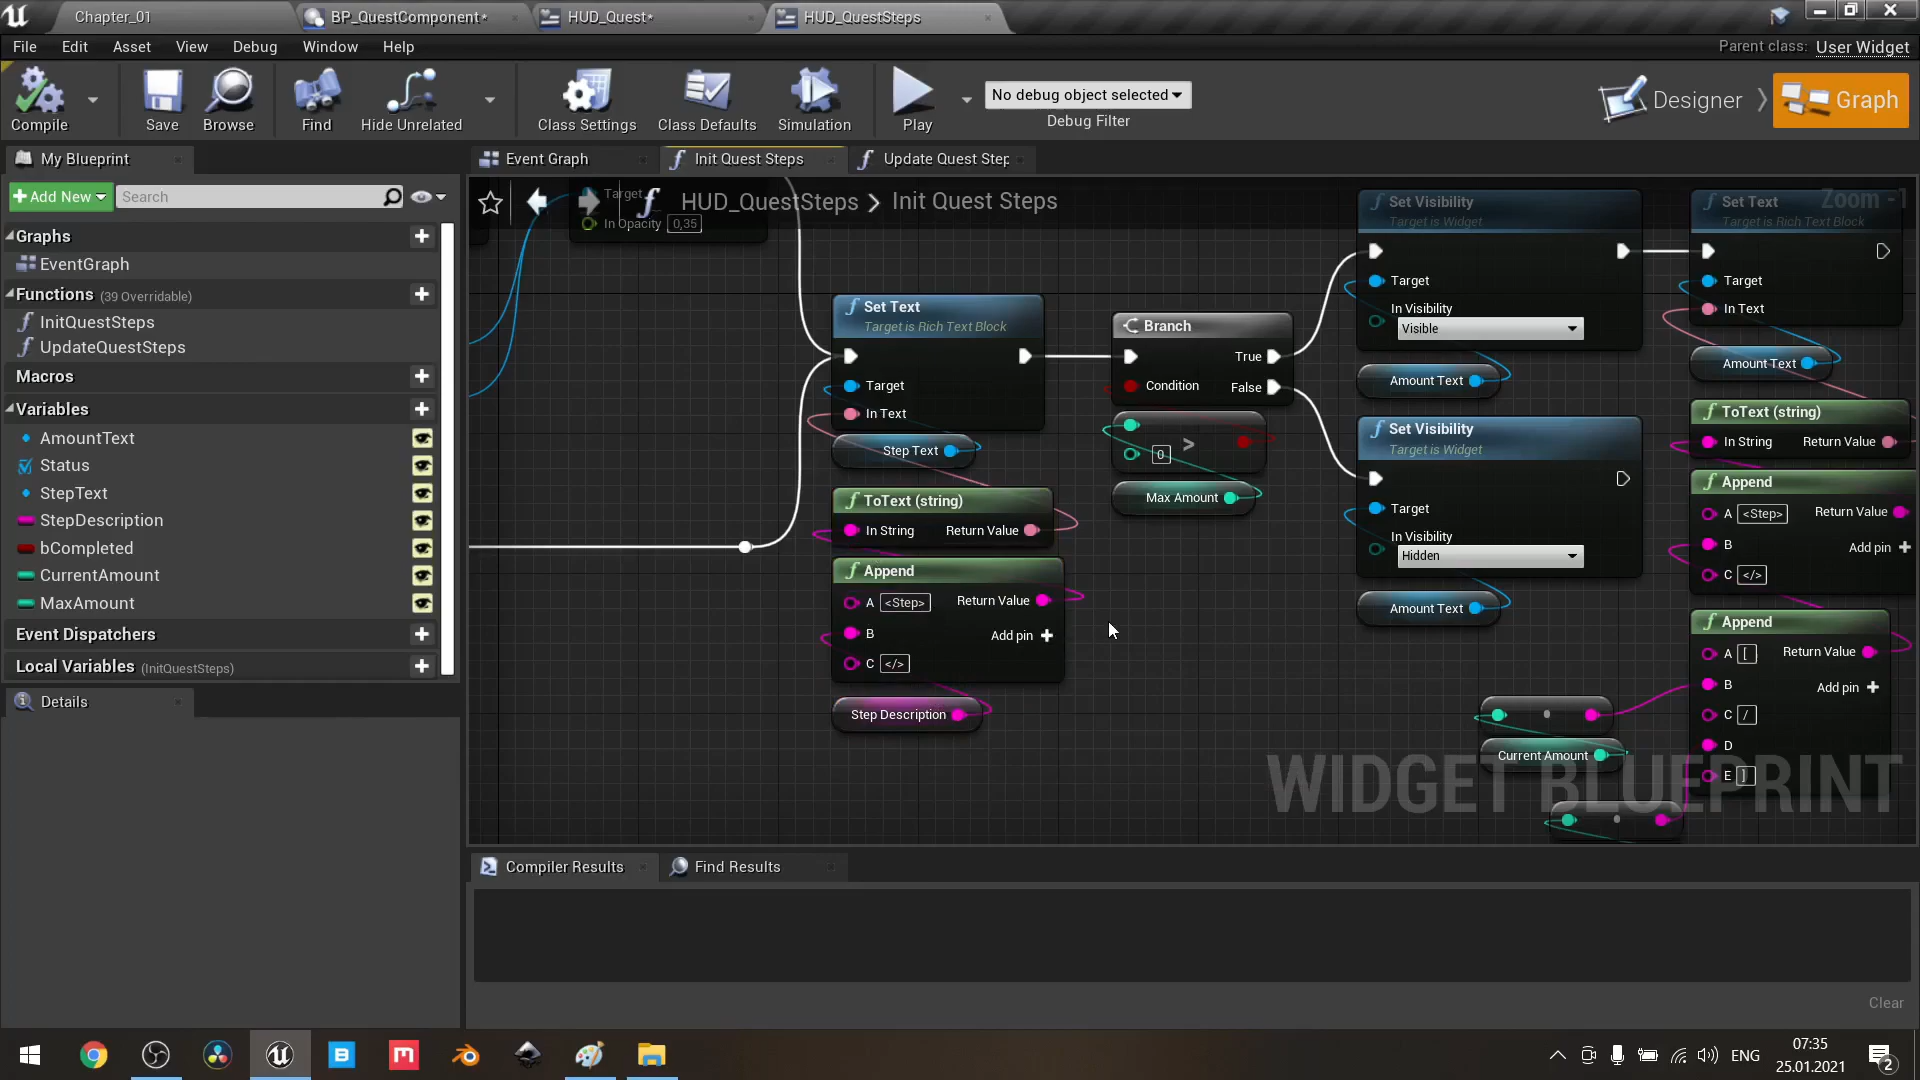 Chapter_01
BP_QuestComponent*
HUD_Quest*
HUD_QuestSteps
File Edit Asset View Debug Window Help
Parent class: User Widget
Compile
Save
Browse
Find
Hide Unrelated
Class Settings
Class Defaults
Simulation
Play
No debug object selected
Debug Filter
Designer
Graph
My Blueprint
Event Graph
Init Quest Steps
Update Quest Step
Add New
Search
HUD_QuestSteps > Init Quest Steps
Zoom -1
Graphs
EventGraph
Functions (39 Overridable)
InitQuestSteps
UpdateQuestSteps
Macros
Variables
AmountText
Status
StepText
StepDescription
bCompleted
CurrentAmount
MaxAmount
Event Dispatchers
Local Variables (InitQuestSteps)
Details
Target
In Opacity 0,35
Set Text
Target is Rich Text Block
Target
In Text
Step Text
ToText (string)
In String Return Value
Append
A <Step> Return Value
B Add pin
C </>
Step Description
Branch
True
Condition False
0 >
Max Amount
Set Visibility
Target is Widget
Target
In Visibility
Visible
Amount Text
Set Visibility
Target is Widget
Target
In Visibility
Hidden
Amount Text
Set Text
Target is Rich Text Block
Target
In Text
Amount Text
ToText (string)
In String Return Value
Append
A <Step> Return Value
B Add pin
C </>
Append
A [ Return Value
B Add pin
C /
D
E ]
Current Amount
WIDGET BLUEPRINT
Compiler Results
Find Results
Clear
ENG
07:35
25.01.2021
2